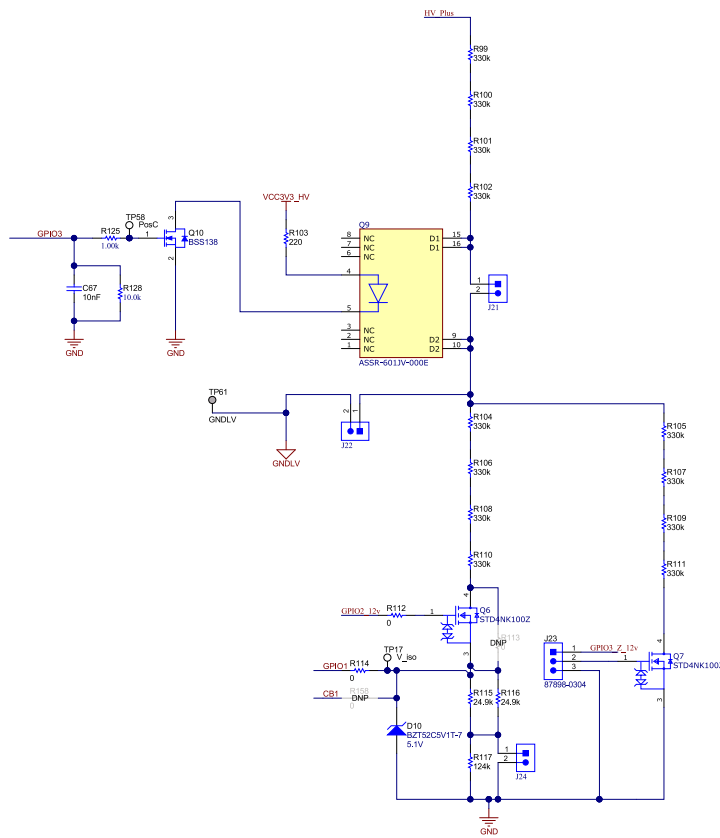 HV_Plus
R99
330k
R100
330k
R101
330k
R102
330k
VCC3V3_HV
R103
220
Q9
8 NC
7 NC
6 NC
4
5
3 NC
2 NC
1 NC
D1 15
D1 16
D2 9
D2 10
ASSR-601JV-000E
1
2
J21
GPIO3
R125
1.00k
TP58
PosC
1
3
2
Q10
BSS138
C67
10nF
R128
10.0k
GND
GND
TP61
GNDLV
GNDLV
2
1
J22
R104
330k
R105
330k
R106
330k
R107
330k
R108
330k
R109
330k
R110
330k
R111
330k
GPIO2_12v
R112
0
1
4
3
Q6
STD4NK100Z
R113
DNP
0
J23
1
2
3
87898-0304
GPIO3_Z_12v
1
4
3
Q7
STD4NK100Z
TP17
V_iso
GPIO1
R114
0
CB1
R158
DNP
0
R115
24.9k
R116
24.9k
D10
BZT52C5V1T-7
5.1V
R117
124k
1
2
J24
GND